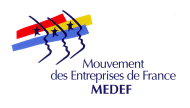 Mouvement
des Entreprises de France
MEDEF